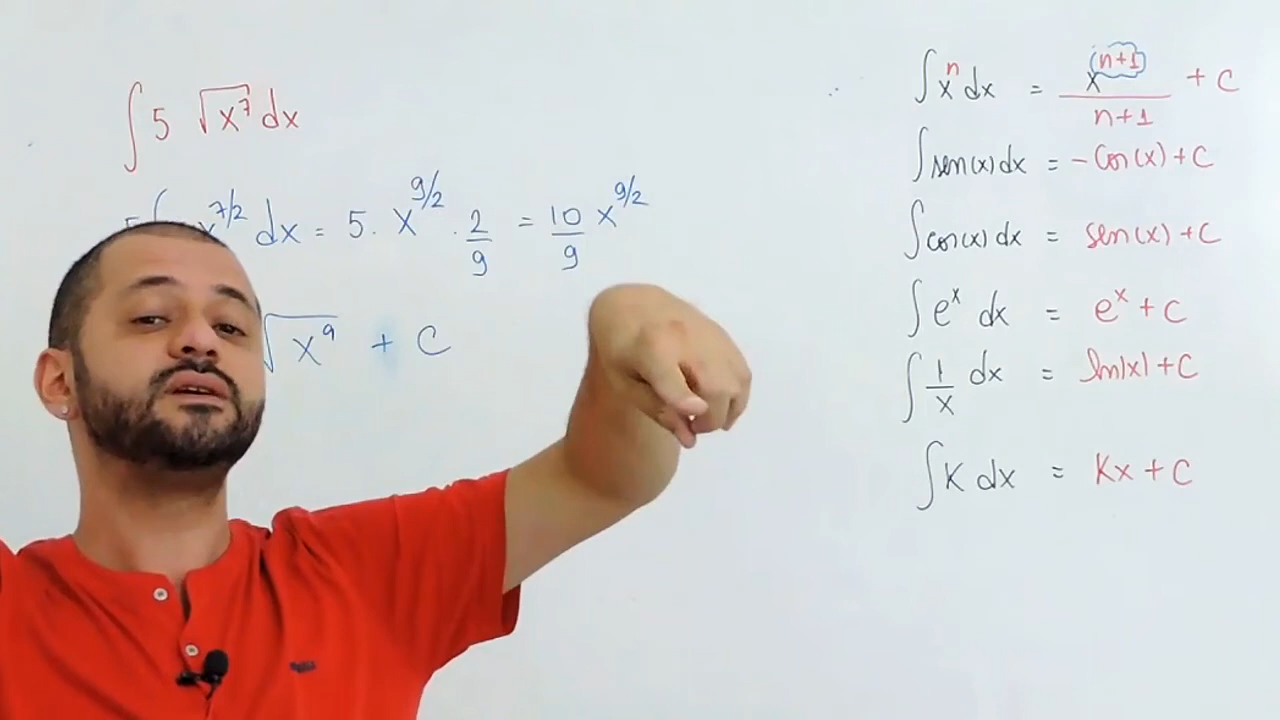 ∫ 5 √x⁷ dx
5 ∫ x^7/2 dx = 5 . x^9/2 . 2/9 = 10/9 x^9/2
√x⁹ + C
∫ xⁿ dx = x^(n+1) / n+1 + C
∫ sen(x) dx = -cos(x) + C
∫ cos(x) dx = sen(x) + C
∫ eˣ dx = eˣ + C
∫ 1/x dx = ln|x| + C
∫ K dx = Kx + C